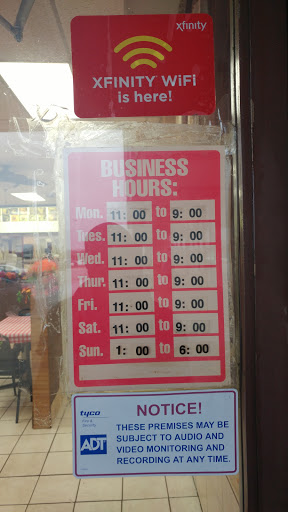 xfinity
XFINITY WiFi
is here!
BUSINESS
HOURS:
Mon. 11: 00 to 9: 00
Tues. 11: 00 to 9: 00
Wed. 11: 00 to 9: 00
Thur. 11: 00 to 9: 00
Fri. 11: 00 to 9: 00
Sat. 11: 00 to 9: 00
Sun. 1: 00 to 6: 00
tyco
ADT
NOTICE!
THESE PREMISES MAY BE
SUBJECT TO AUDIO AND
VIDEO MONITORING AND
RECORDING AT ANY TIME.